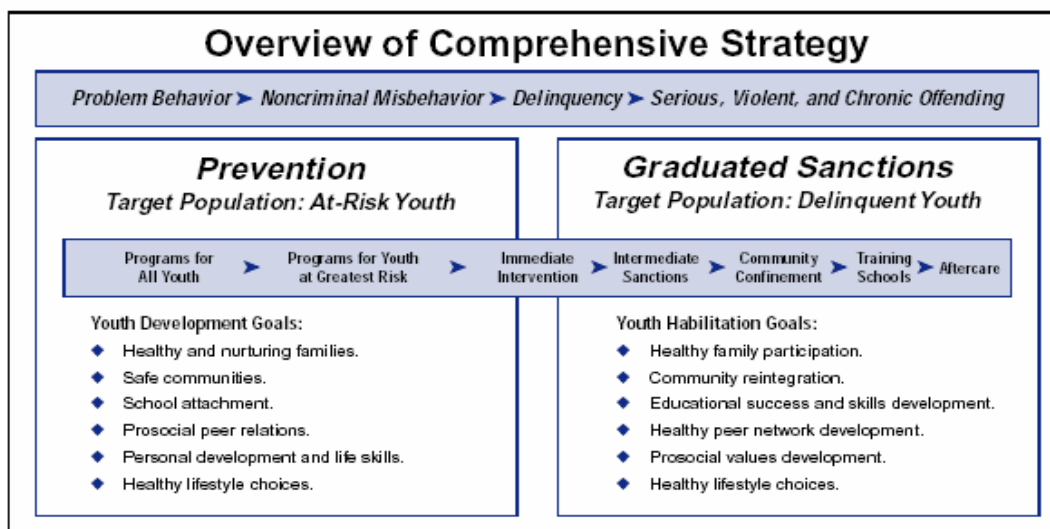 Overview of Comprehensive Strategy
Problem Behavior ➤ Noncriminal Misbehavior ➤ Delinquency ➤ Serious, Violent, and Chronic Offending
Prevention
Target Population: At-Risk Youth
Graduated Sanctions
Target Population: Delinquent Youth
Programs for
All Youth
➤
Programs for Youth
at Greatest Risk
➤
Immediate
Intervention
➤
Intermediate
Sanctions
➤
Community
Confinement
➤
Training
Schools
➤
Aftercare
Youth Development Goals:
◆ Healthy and nurturing families.
◆ Safe communities.
◆ School attachment.
◆ Prosocial peer relations.
◆ Personal development and life skills.
◆ Healthy lifestyle choices.
Youth Habilitation Goals:
◆ Healthy family participation.
◆ Community reintegration.
◆ Educational success and skills development.
◆ Healthy peer network development.
◆ Prosocial values development.
◆ Healthy lifestyle choices.